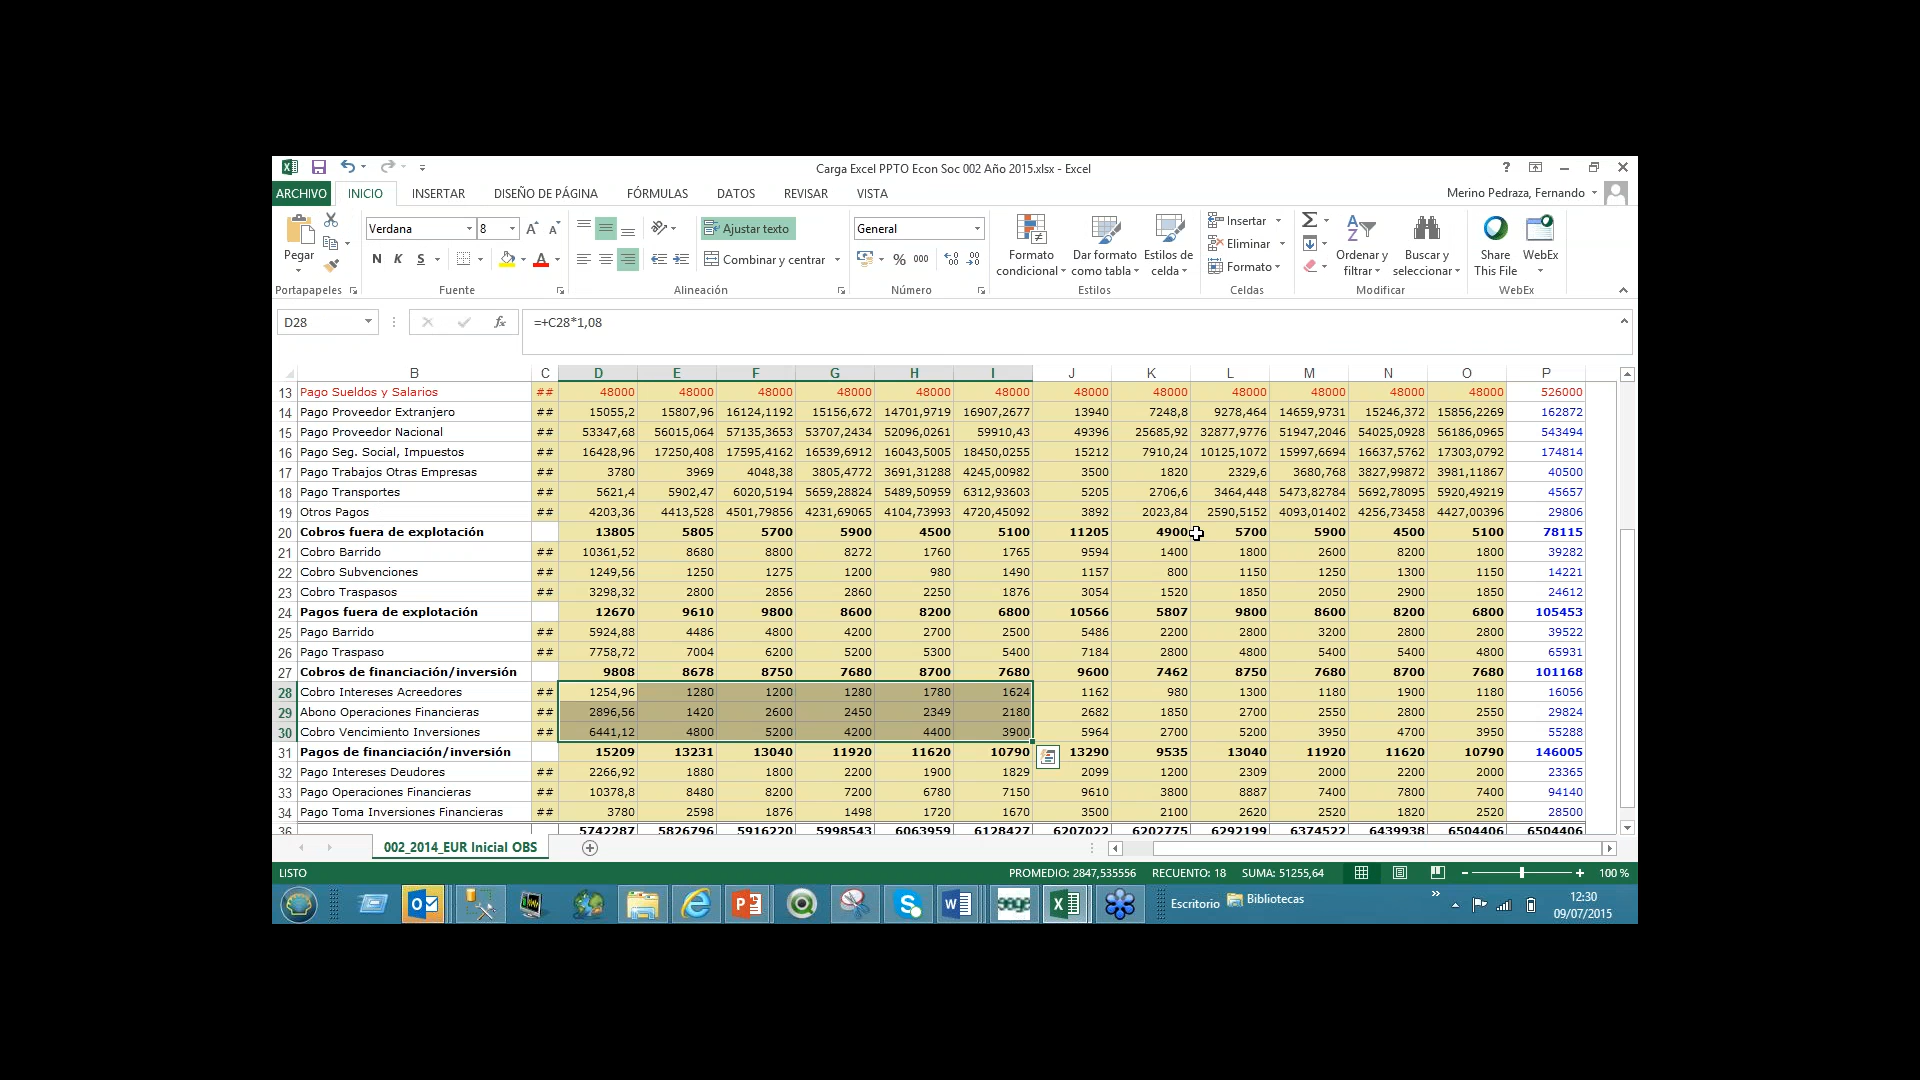 Carga Excel PPTO Econ Soc 002 Año 2015.xlsx - Excel
ARCHIVO INICIO INSERTAR DISEÑO DE PÁGINA FÓRMULAS DATOS REVISAR VISTA Merino Pedraza, Fernando
Pegar Verdana 8 Ajustar texto General Formato condicional Dar formato como tabla Estilos de celda Insertar Eliminar Formato Ordenar y filtrar Buscar y seleccionar Share This File WebEx
N K S Combinar y centrar % 000
Portapapeles Fuente Alineación Número Estilos Celdas Modificar WebEx
D28 fx =+C28*1,08
B C D E F G H I J K L M N O P
13 Pago Sueldos y Salarios ## 48000 48000 48000 48000 48000 48000 48000 48000 48000 48000 48000 48000 526000
14 Pago Proveedor Extranjero ## 15055,2 15807,96 16124,1192 15156,672 14701,9719 16907,2677 13940 7248,8 9278,464 14659,9731 15246,372 15856,2269 162872
15 Pago Proveedor Nacional ## 53347,68 56015,064 57135,3653 53707,2434 52096,0261 59910,43 49396 25685,92 32877,9776 51947,2046 54025,0928 56186,0965 543494
16 Pago Seg. Social, Impuestos ## 16428,96 17250,408 17595,4162 16539,6912 16043,5005 18450,0255 15212 7910,24 10125,1072 15997,6694 16637,5762 17303,0792 174814
17 Pago Trabajos Otras Empresas ## 3780 3969 4048,38 3805,4772 3691,31288 4245,00982 3500 1820 2329,6 3680,768 3827,99872 3981,11867 40500
18 Pago Transportes ## 5621,4 5902,47 6020,5194 5659,28824 5489,50959 6312,93603 5205 2706,6 3464,448 5473,82784 5692,78095 5920,49219 45657
19 Otros Pagos ## 4203,36 4413,528 4501,79856 4231,69065 4104,73993 4720,45092 3892 2023,84 2590,5152 4093,01402 4256,73458 4427,00396 29806
20 Cobros fuera de explotación 13805 5805 5700 5900 4500 5100 11205 4900 5700 5900 4500 5100 78115
21 Cobro Barrido ## 10361,52 8680 8800 8272 1760 1765 9594 1400 1800 2600 8200 1800 39282
22 Cobro Subvenciones ## 1249,56 1250 1275 1200 980 1490 1157 800 1150 1250 1300 1150 14221
23 Cobro Traspasos ## 3298,32 2800 2856 2860 2250 1876 3054 1520 1850 2050 2900 1850 24612
24 Pagos fuera de explotación 12670 9610 9800 8600 8200 6800 10566 5807 9800 8600 8200 6800 105453
25 Pago Barrido ## 5924,88 4486 4800 4200 2700 2500 5486 2200 2800 3200 2800 2800 39522
26 Pago Traspaso ## 7758,72 7004 6200 5200 5300 5400 7184 2800 4800 5400 5400 4800 65931
27 Cobros de financiación/inversión 9808 8678 8750 7680 8700 7680 9600 7462 8750 7680 8700 7680 101168
28 Cobro Intereses Acreedores ## 1254,96 1280 1200 1280 1780 1624 1162 980 1300 1180 1900 1180 16056
29 Abono Operaciones Financieras ## 2896,56 1420 2600 2450 2349 2180 2682 1850 2700 2550 2800 2550 29824
30 Cobro Vencimiento Inversiones ## 6441,12 4800 5200 4200 4400 3900 5964 2700 5200 3950 4700 3950 55288
31 Pagos de financiación/inversión 15209 13231 13040 11920 11620 10790 13290 9535 13040 11920 11620 10790 146005
32 Pago Intereses Deudores ## 2266,92 1880 1800 2200 1900 1829 2099 1200 2309 2000 2200 2000 23365
33 Pago Operaciones Financieras ## 10378,8 8480 8200 7200 6780 7150 9610 3800 8887 7400 7800 7400 94140
34 Pago Toma Inversiones Financieras ## 3780 2598 1876 1498 1720 1670 3500 2100 2620 2520 1820 2520 28500
36 5742287 5826796 5916220 5998543 6063959 6128427 6207022 6202775 6292199 6374522 6439938 6504406 6504406
002_2014_EUR Inicial OBS
LISTO PROMEDIO: 2847,535556 RECUENTO: 18 SUMA: 51255,64 100 %
sage Escritorio Bibliotecas 12:30
09/07/2015